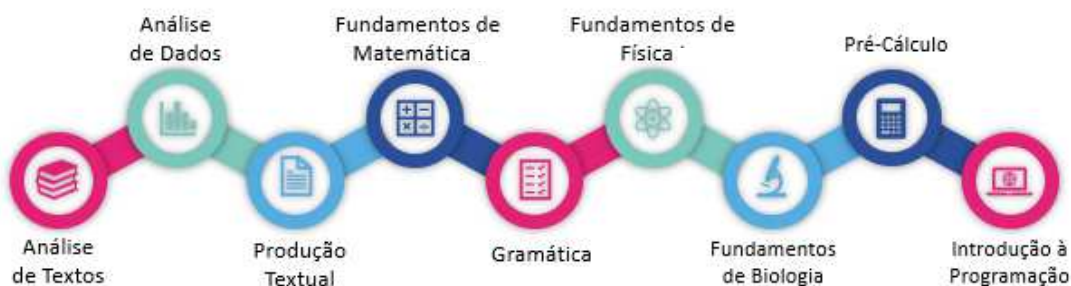 Análise
de Dados
Fundamentos de
Matemática
Fundamentos de
Física
Pré-Cálculo
Análise
de Textos
Produção
Textual
Gramática
Fundamentos
de Biologia
Introdução à
Programação